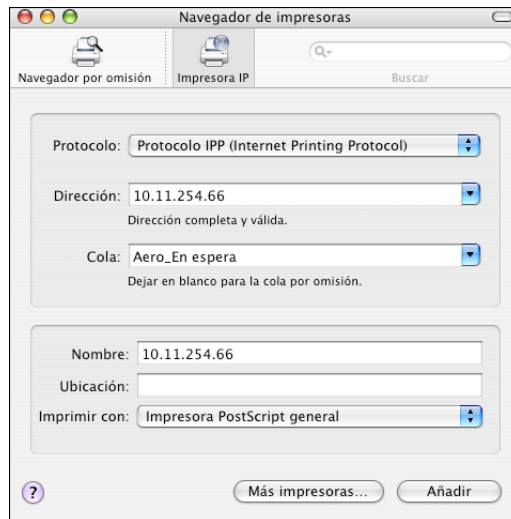 Navegador de impresoras
Navegador por omisión
Impresora IP
Buscar
Protocolo: Protocolo IPP (Internet Printing Protocol)
Dirección: 10.11.254.66
Dirección completa y válida.
Cola: Aero_En espera
Dejar en blanco para la cola por omisión.
Nombre: 10.11.254.66
Ubicación:
Imprimir con: Impresora PostScript general
? Más impresoras... Añadir